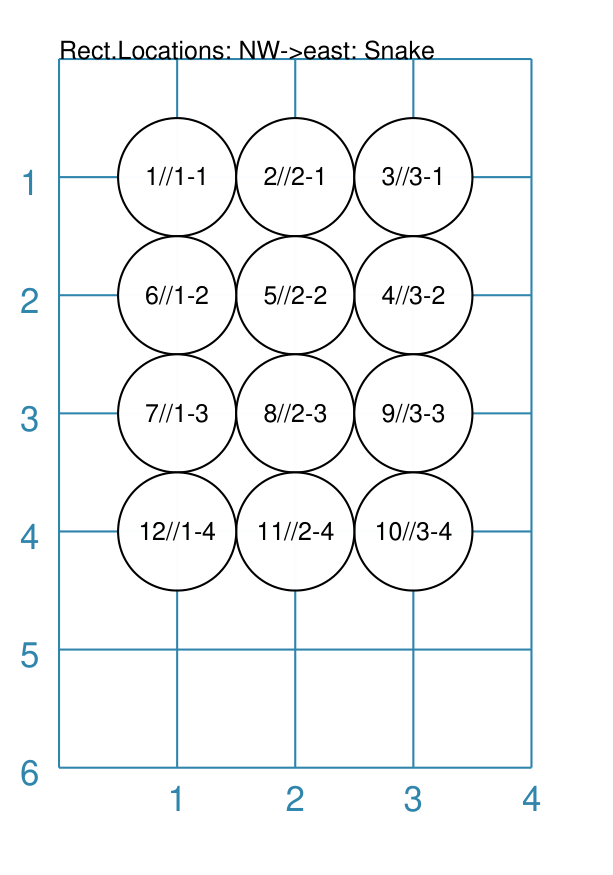 Rect.Locations: NW->east: Snake
1 1//1-1 2//2-1 3//3-1
2 6//1-2 5//2-2 4//3-2
3 7//1-3 8//2-3 9//3-3
4 12//1-4 11//2-4 10//3-4
5
6
1 2 3 4